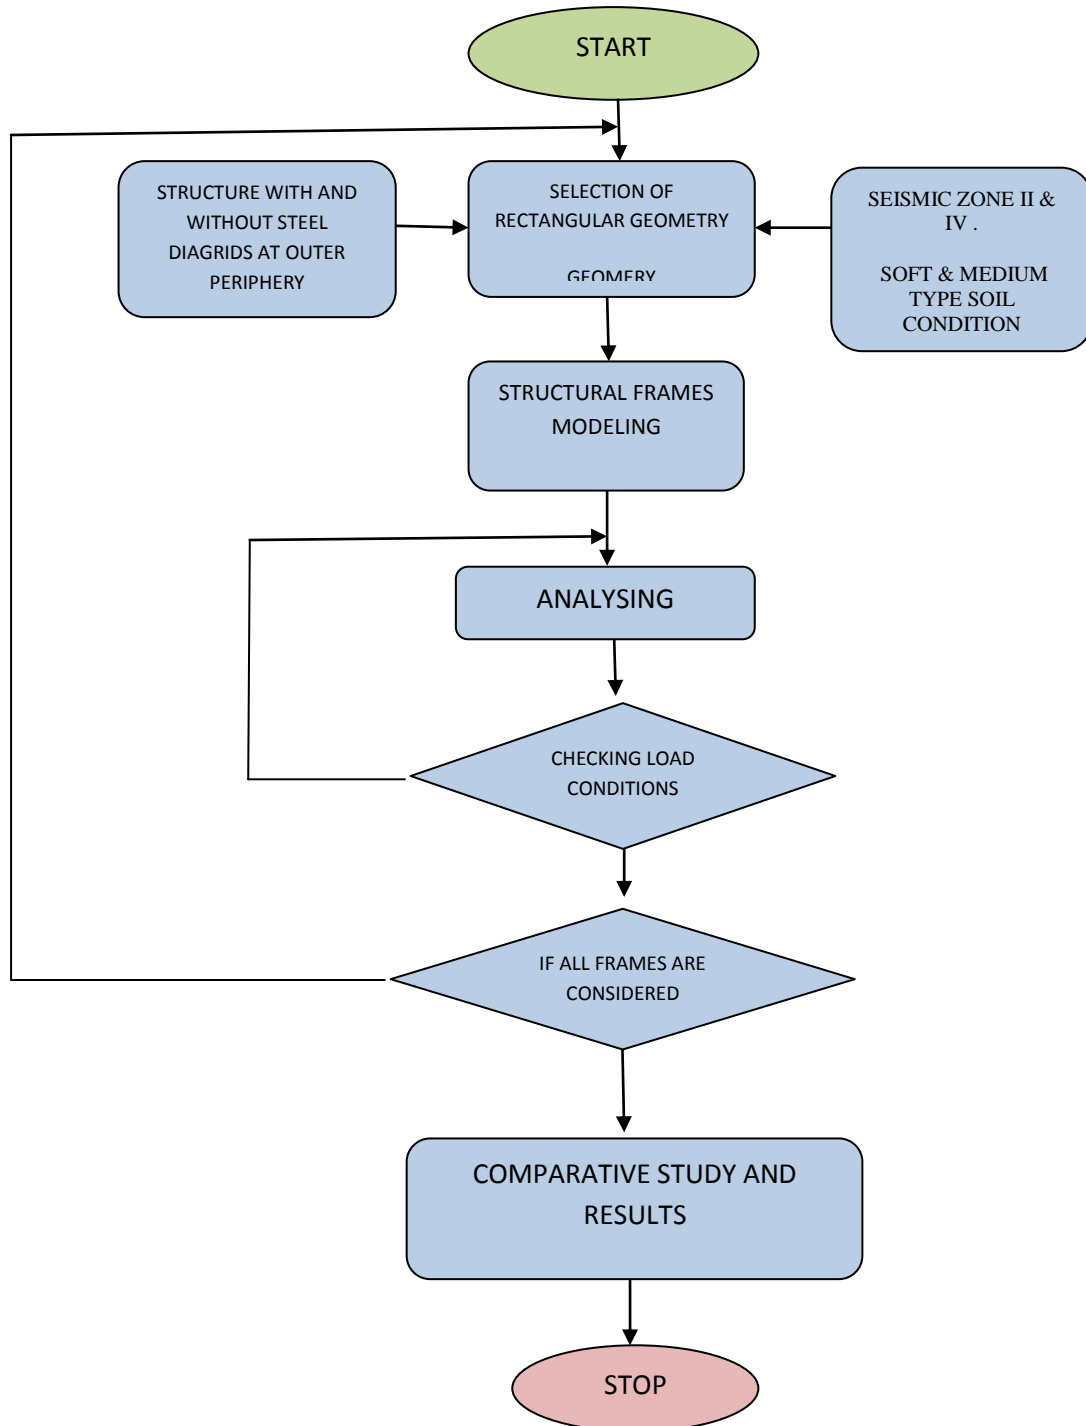 START
STRUCTURE WITH AND
WITHOUT STEEL
DIAGRIDS AT OUTER
PERIPHERY
SELECTION OF
RECTANGULAR GEOMETRY
GEOMERY
SEISMIC ZONE II &
IV .
SOFT & MEDIUM
TYPE SOIL
CONDITION
STRUCTURAL FRAMES
MODELING
ANALYSING
CHECKING LOAD
CONDITIONS
IF ALL FRAMES ARE
CONSIDERED
COMPARATIVE STUDY AND
RESULTS
STOP